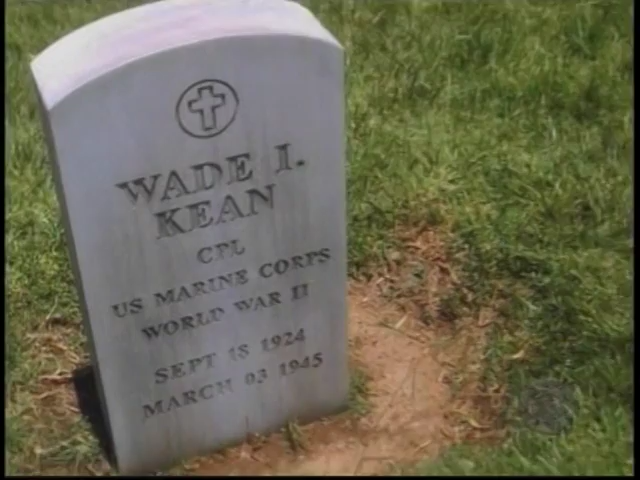 WADE I.
KEAN
CPL
US MARINE CORPS
WORLD WAR II
SEPT 18 1924
MARCH 03 1945